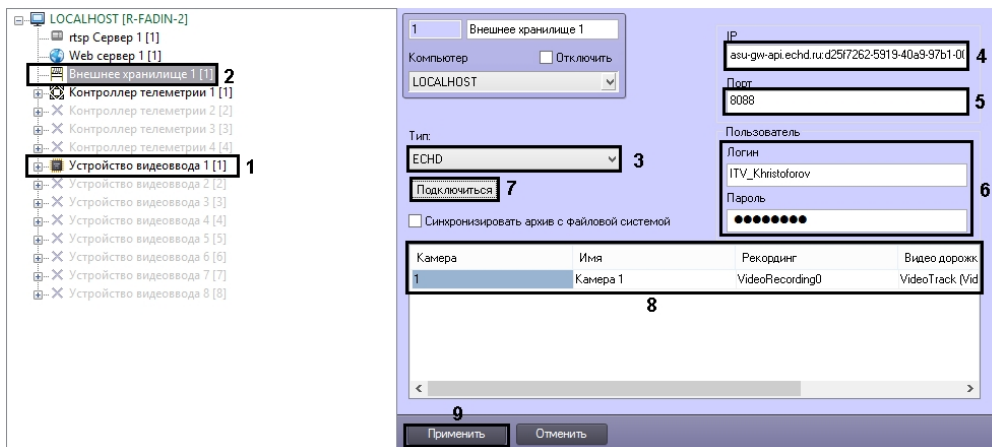 LOCALHOST [R-FADIN-2]
rtsp Сервер 1 [1]
Web сервер 1 [1]
Внешнее хранилище 1 [1] 2
Контроллер телеметрии 1 [1]
Контроллер телеметрии 2 [2]
Контроллер телеметрии 3 [3]
Контроллер телеметрии 4 [4]
Устройство видеоввода 1 [1] 1
Устройство видеоввода 2 [2]
Устройство видеоввода 3 [3]
Устройство видеоввода 4 [4]
Устройство видеоввода 5 [5]
Устройство видеоввода 6 [6]
Устройство видеоввода 7 [7]
Устройство видеоввода 8 [8]
1 Внешнее хранилище 1
Компьютер Отключить
LOCALHOST
Тип:
ECHD 3
Подключиться 7
Синхронизировать архив с файловой системой
IP
asu-gw-api.echd.ru:d25f7262-5919-40a9-97b1-0( 4
Порт
8088 5
Пользователь
Логин
ITV_Khristoforov
6
Пароль
●●●●●●●●
Камера Имя Рекординг Видео дорожк
1 Камера 1 VideoRecording0 VideoTrack (Vid
8
9
Применить Отменить